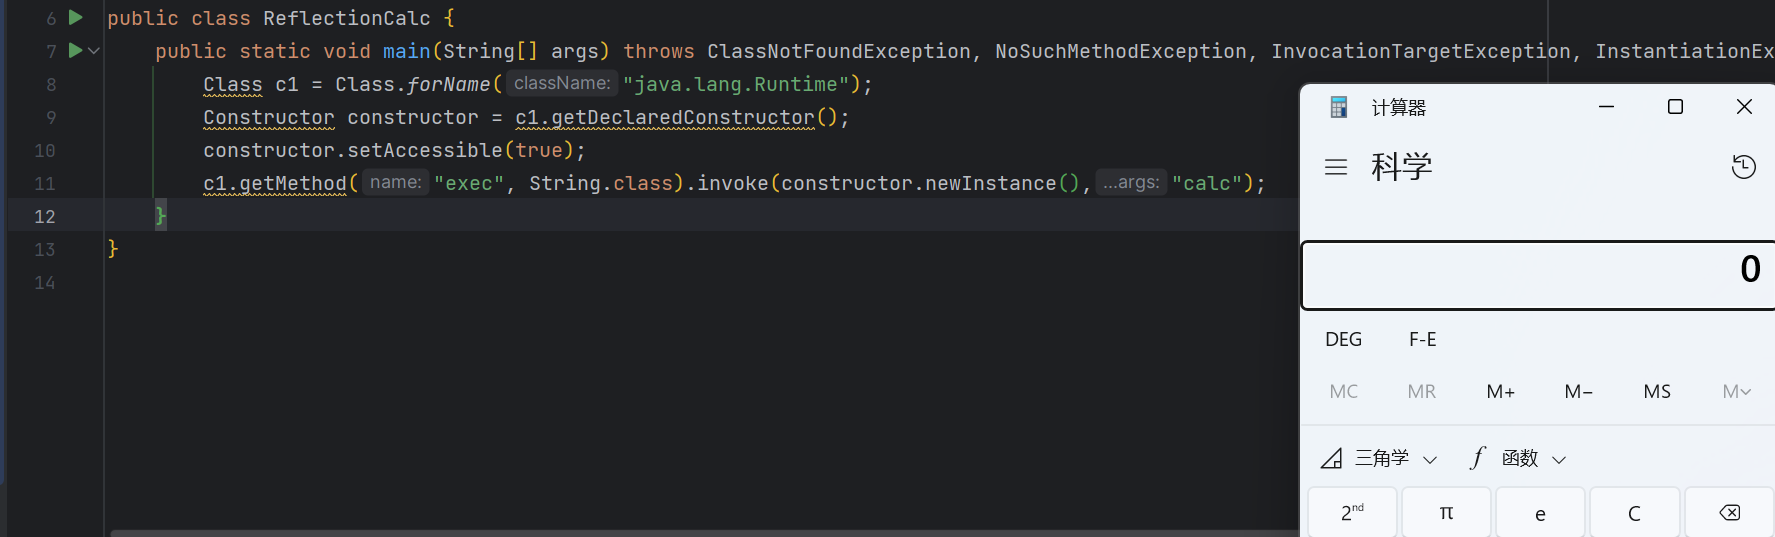 6 public class ReflectionCalc {
7 public static void main(String[] args) throws ClassNotFoundException, NoSuchMethodException, InvocationTargetException, InstantiationEx
8 Class c1 = Class.forName( className: "java.lang.Runtime");
9 Constructor constructor = c1.getDeclaredConstructor();
10 constructor.setAccessible(true);
11 c1.getMethod( name: "exec", String.class).invoke(constructor.newInstance(), ...args: "calc");
12 }
13 }
14
计算器
科学
0
DEG F-E
MC MR M+ M− MS M
三角学 f 函数
2nd π e C